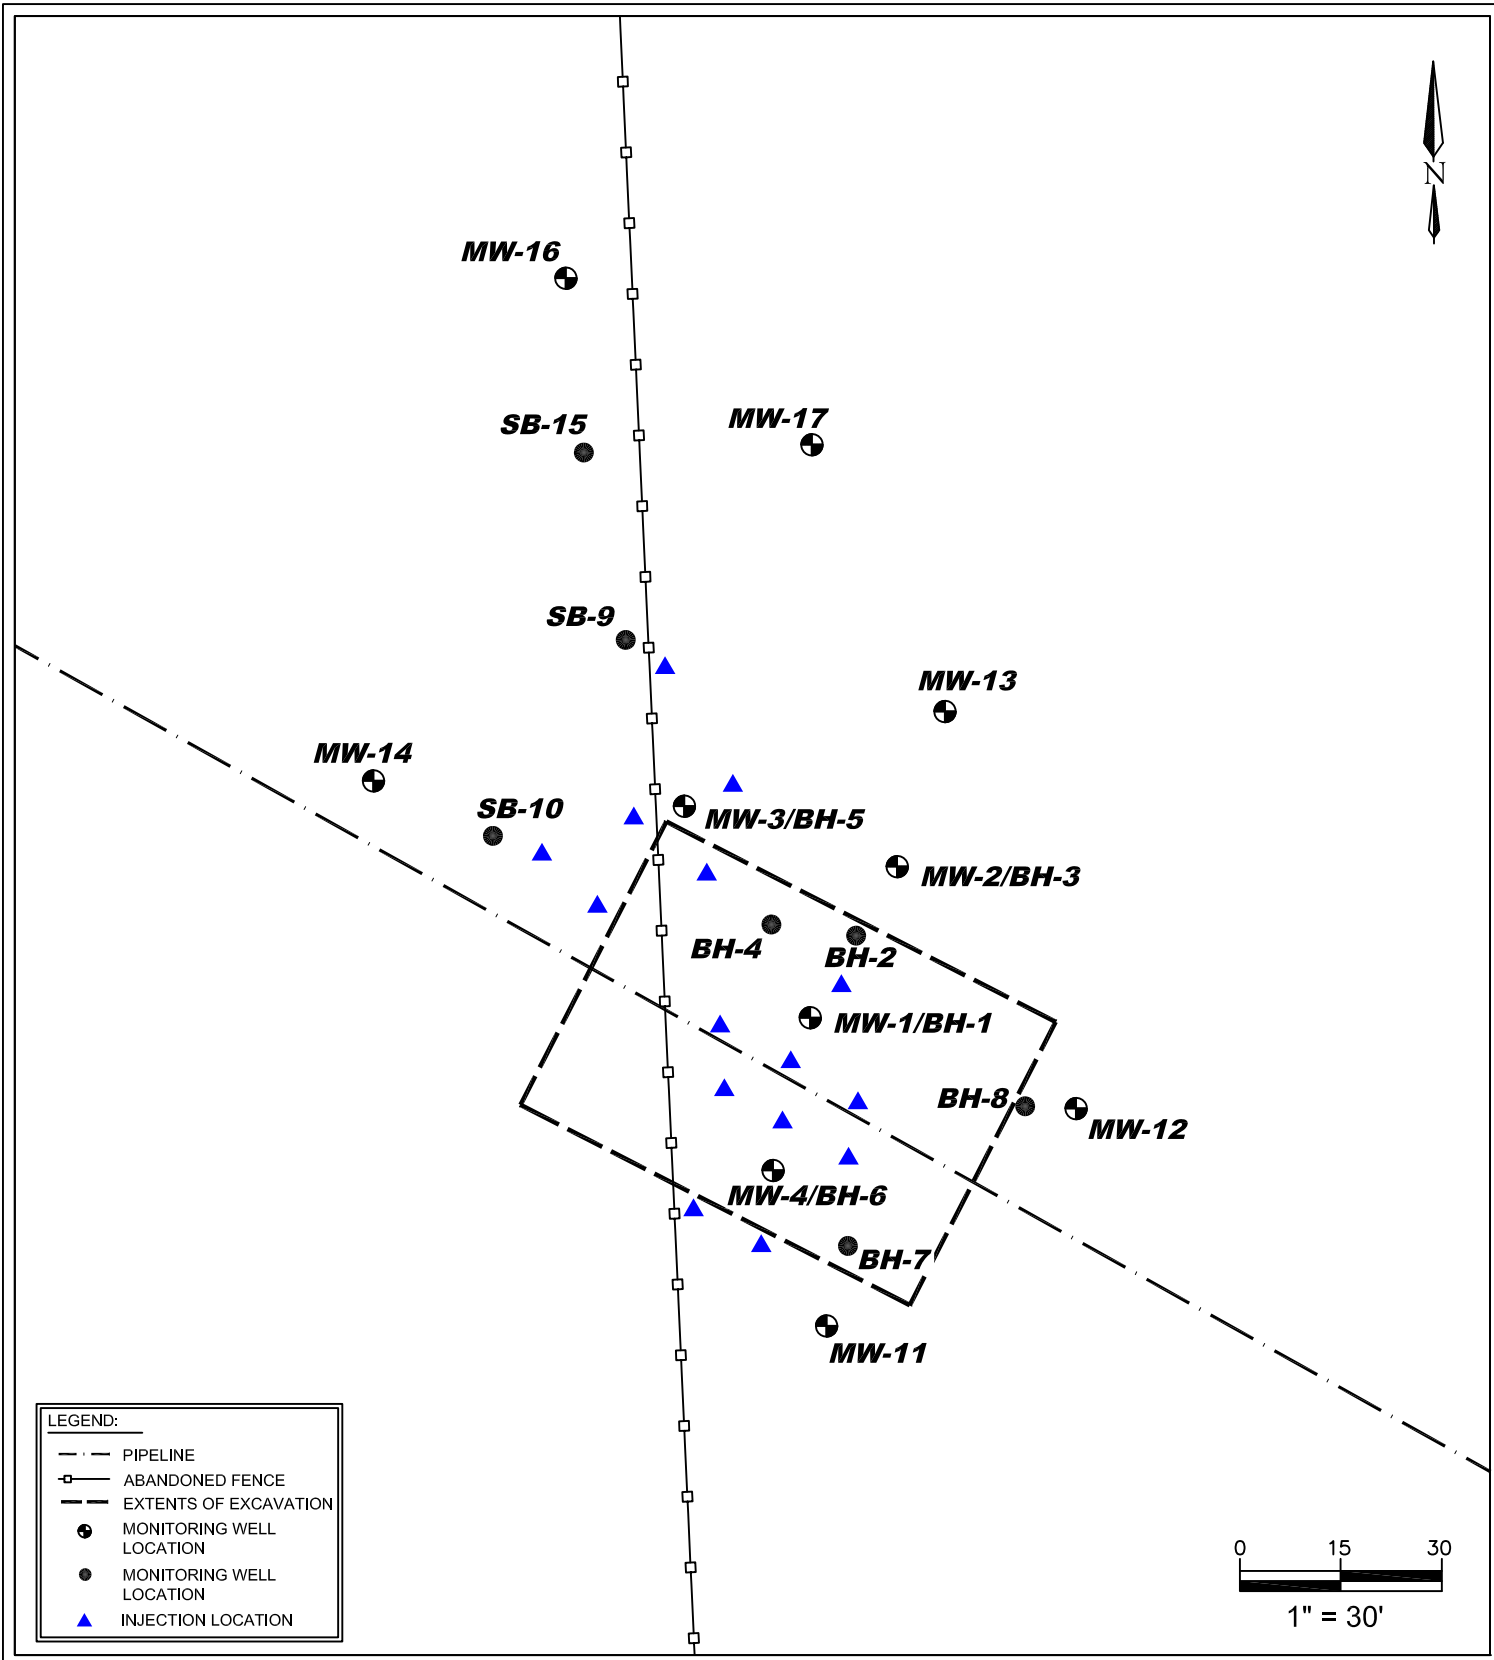 N
MW-16
SB-15
MW-17
SB-9
MW-13
MW-14
SB-10
MW-3/BH-5
MW-2/BH-3
BH-4
BH-2
MW-1/BH-1
BH-8
MW-12
MW-4/BH-6
BH-7
MW-11
LEGEND:
PIPELINE
ABANDONED FENCE
EXTENTS OF EXCAVATION
MONITORING WELL
LOCATION
MONITORING WELL
LOCATION
INJECTION LOCATION
0 15 30
1" = 30'